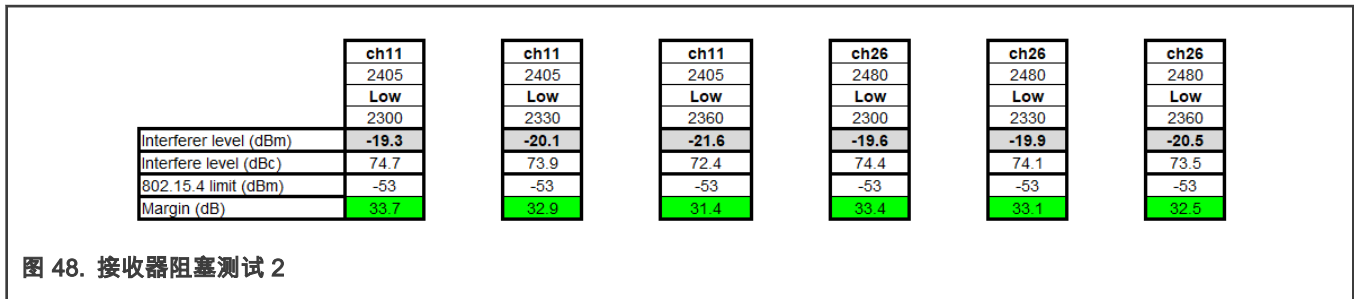 ch11 ch11 ch11 ch26 ch26 ch26
2405 2405 2405 2480 2480 2480
Low Low Low Low Low Low
2300 2330 2360 2300 2330 2360
Interferer level (dBm) -19.3 -20.1 -21.6 -19.6 -19.9 -20.5
Interfere level (dBc) 74.7 73.9 72.4 74.4 74.1 73.5
802.15.4 limit (dBm) -53 -53 -53 -53 -53 -53
Margin (dB) 33.7 32.9 31.4 33.4 33.1 32.5
图 48. 接收器阻塞测试 2